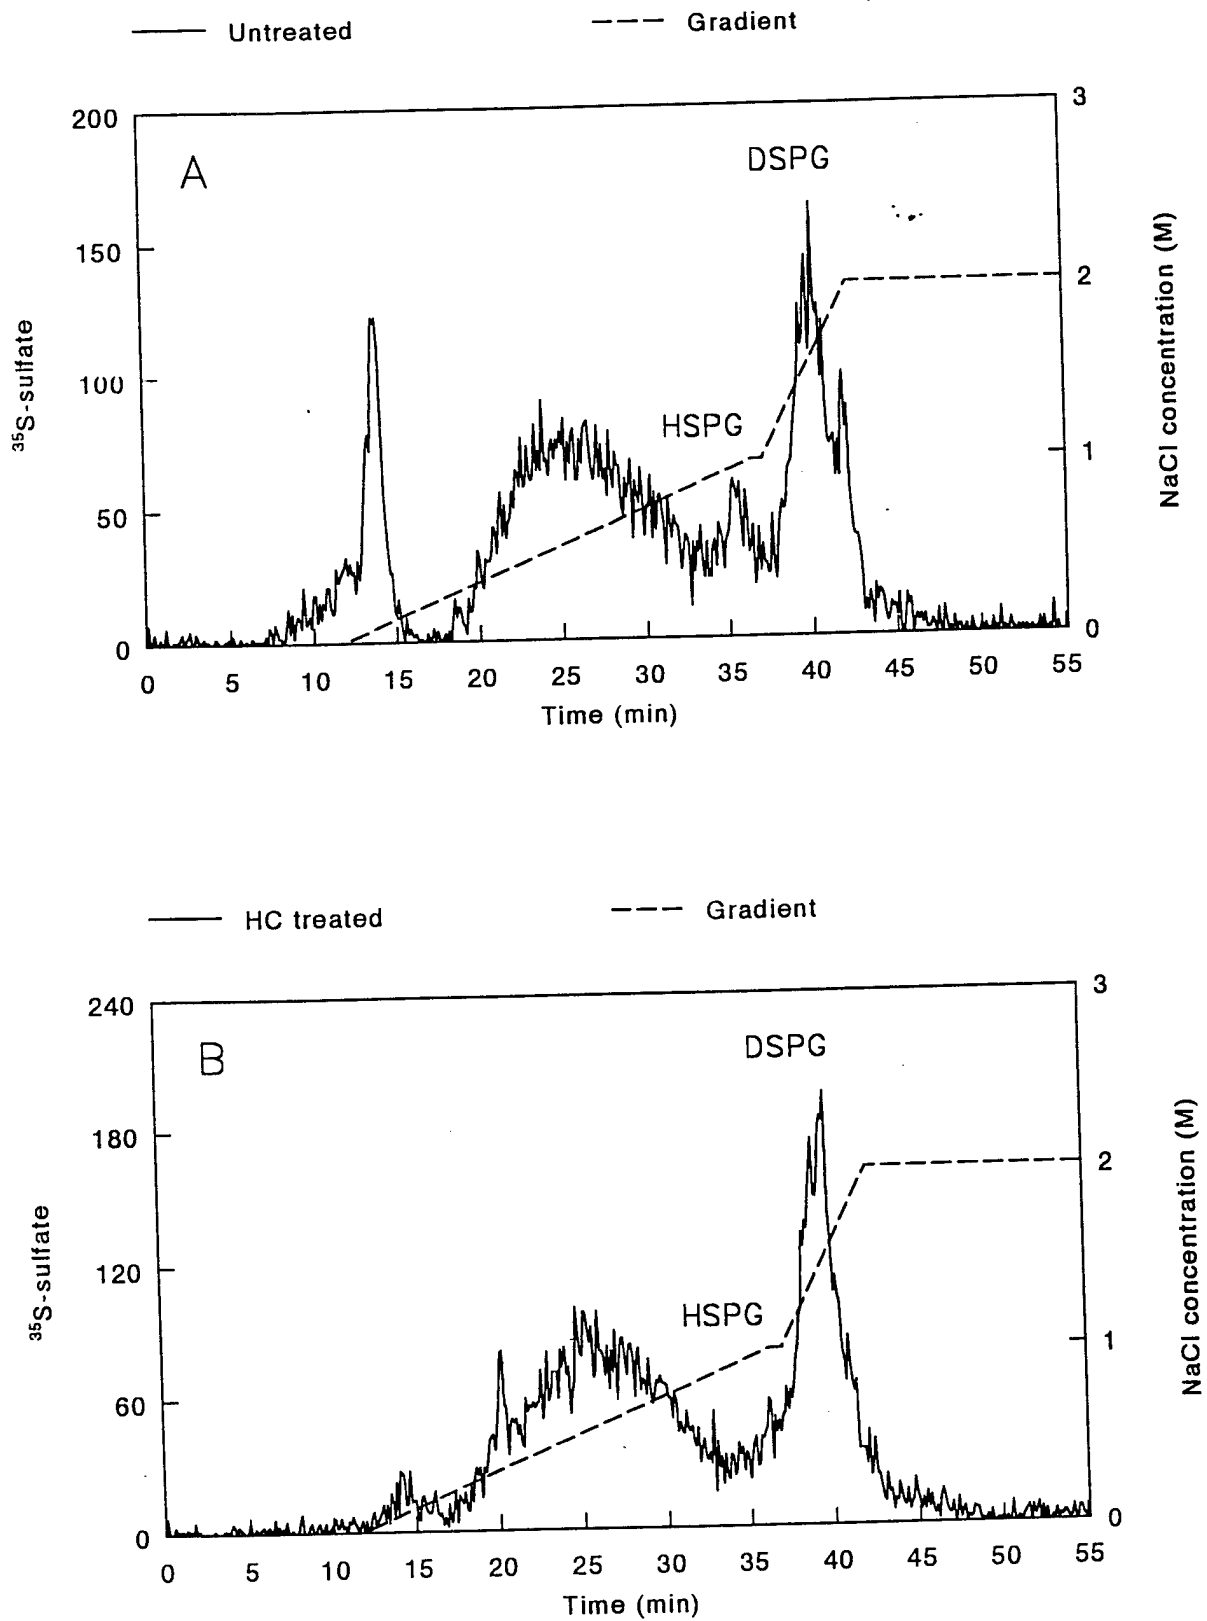 Untreated
Gradient
200
150
100
50
0
3
2
1
0
A
DSPG
HSPG
³⁵S-sulfate
NaCl concentration (M)
0 5 10 15 20 25 30 35 40 45 50 55
Time (min)
HC treated
Gradient
240
180
120
60
0
3
2
1
0
B
DSPG
HSPG
³⁵S-sulfate
NaCl concentration (M)
0 5 10 15 20 25 30 35 40 45 50 55
Time (min)